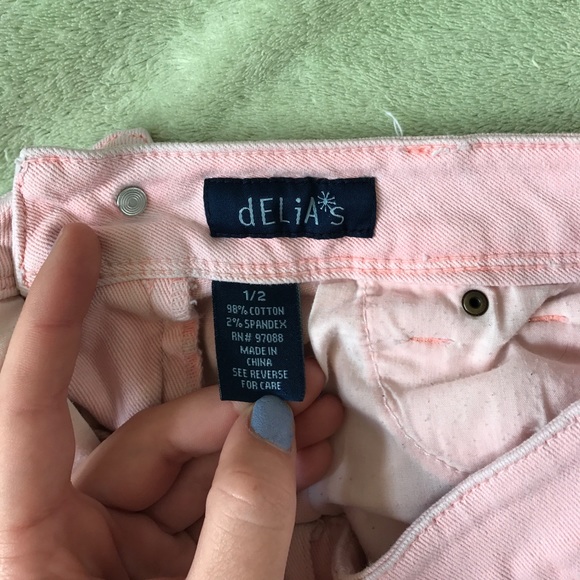 dELiA*s
1/2
98% COTTON
2% SPANDEX
RN# 97088
MADE IN
CHINA
SEE REVERSE
FOR CARE